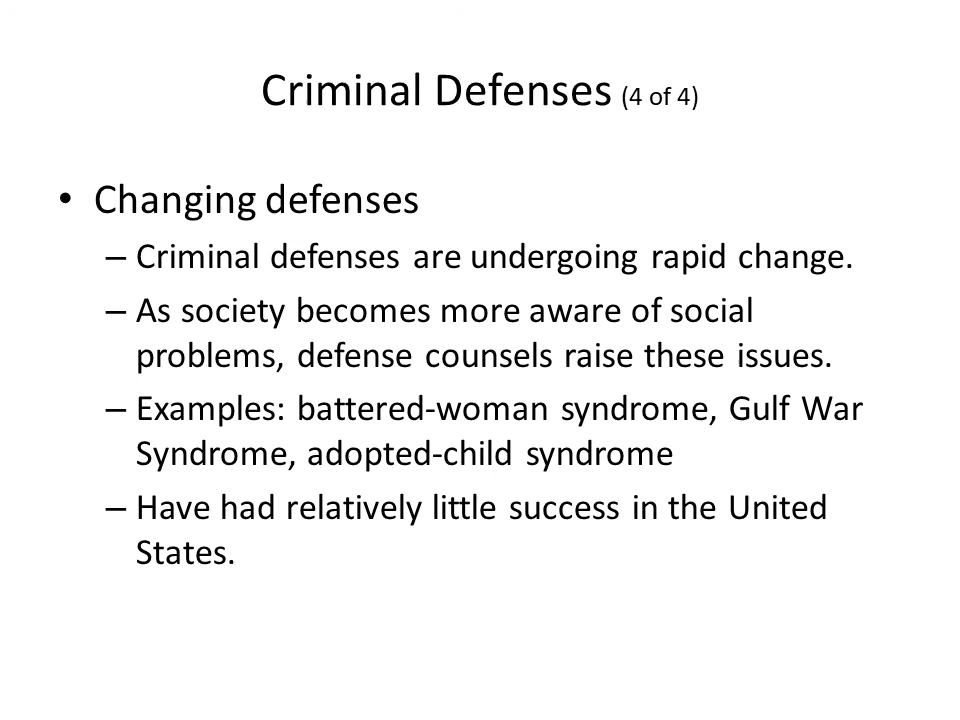 Criminal Defenses (4 of 4)
• Changing defenses
– Criminal defenses are undergoing rapid change.
– As society becomes more aware of social
problems, defense counsels raise these issues.
– Examples: battered-woman syndrome, Gulf War
Syndrome, adopted-child syndrome
– Have had relatively little success in the United
States.